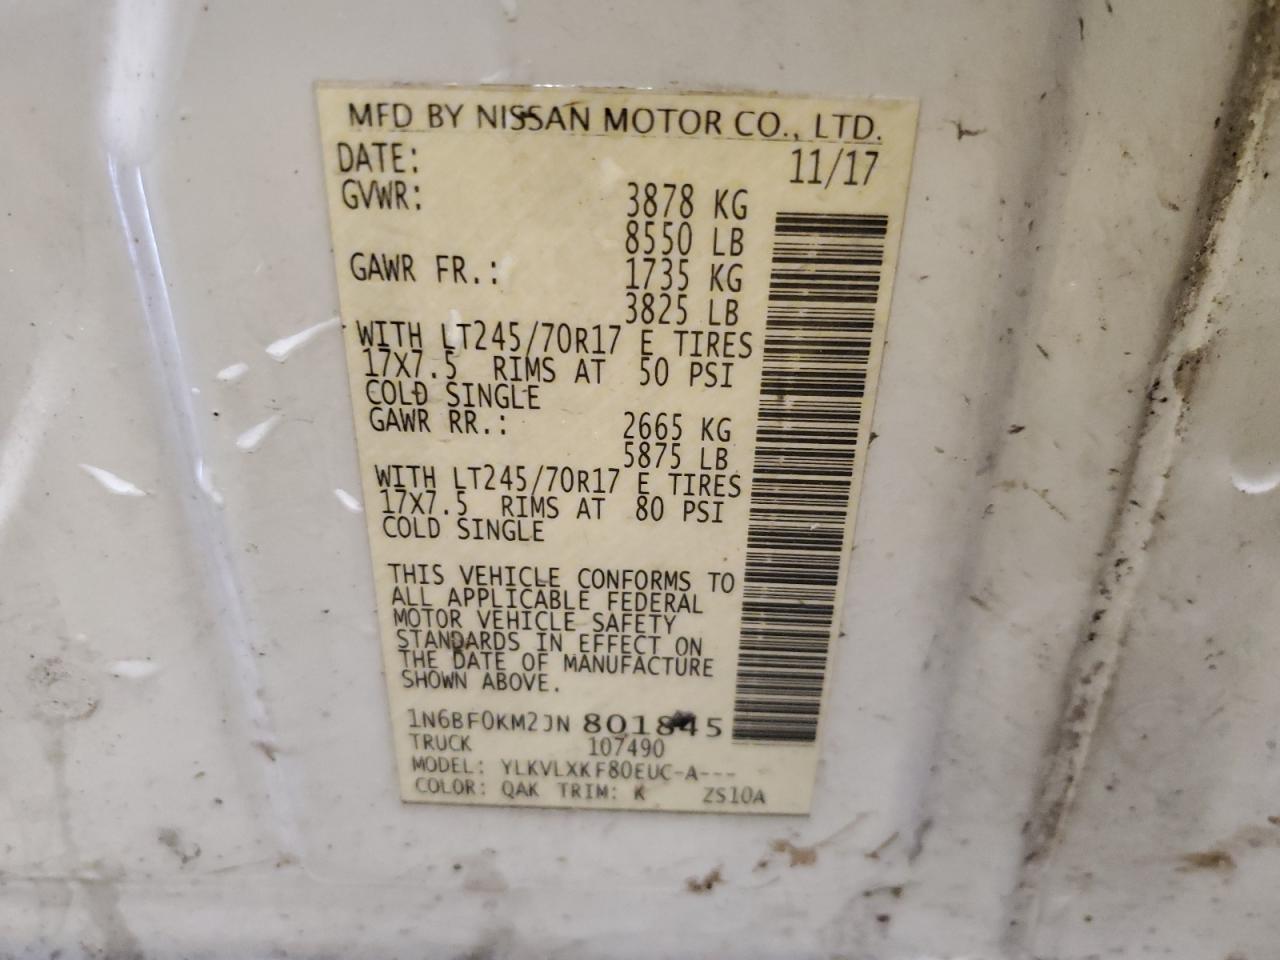 MFD BY NISSAN MOTOR CO., LTD.
DATE: 11/17
GVWR: 3878 KG
8550 LB
GAWR FR.: 1735 KG
3825 LB
WITH LT245/70R17 E TIRES
17X7.5 RIMS AT 50 PSI
COLD SINGLE
GAWR RR.: 2665 KG
5875 LB
WITH LT245/70R17 E TIRES
17X7.5 RIMS AT 80 PSI
COLD SINGLE
THIS VEHICLE CONFORMS TO
ALL APPLICABLE FEDERAL
MOTOR VEHICLE SAFETY
STANDARDS IN EFFECT ON
THE DATE OF MANUFACTURE
SHOWN ABOVE.
1N6BF0KM2JN 801845
TRUCK 107490
MODEL: YLKVLXKF80EUC-A---
COLOR: QAK TRIM: K ZS10A